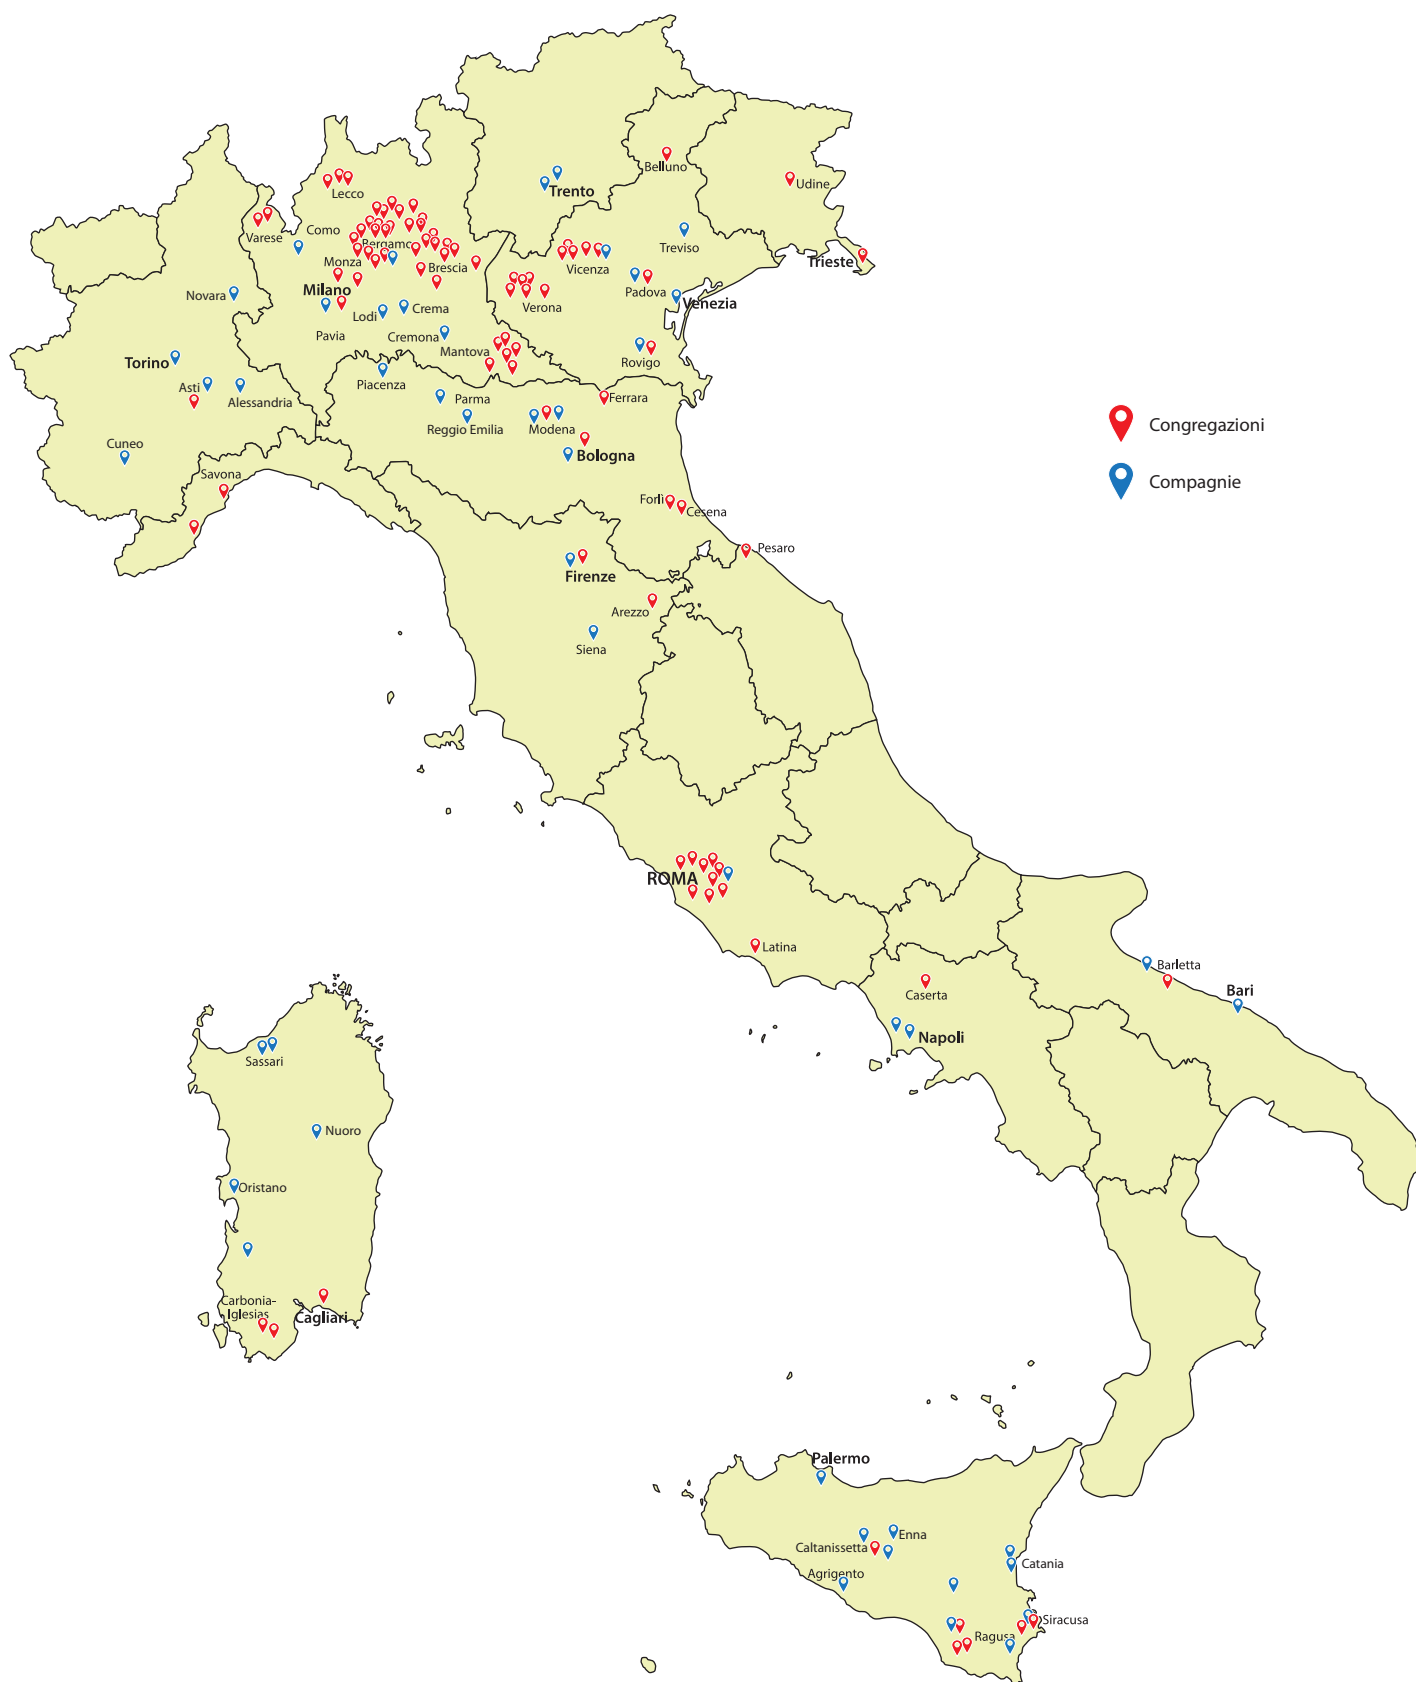 Belluno
Udine
Lecco
Trento
Varese
Como
Treviso
Bergamo
Vicenza
Trieste
Monza
Brescia
Padova
Milano
Novara
Venezia
Verona
Lodi
Crema
Pavia
Cremona
Mantova
Rovigo
Torino
Piacenza
Asti
Alessandria
Parma
Ferrara
Reggio Emilia
Modena
Congregazioni
Cuneo
Bologna
Savona
Compagnie
Forlì
Cesena
Pesaro
Firenze
Arezzo
Siena
ROMA
Latina
Barletta
Caserta
Bari
Napoli
Sassari
Nuoro
Oristano
Carbonia-
Iglesias
Cagliari
Palermo
Enna
Caltanissetta
Catania
Agrigento
Siracusa
Ragusa